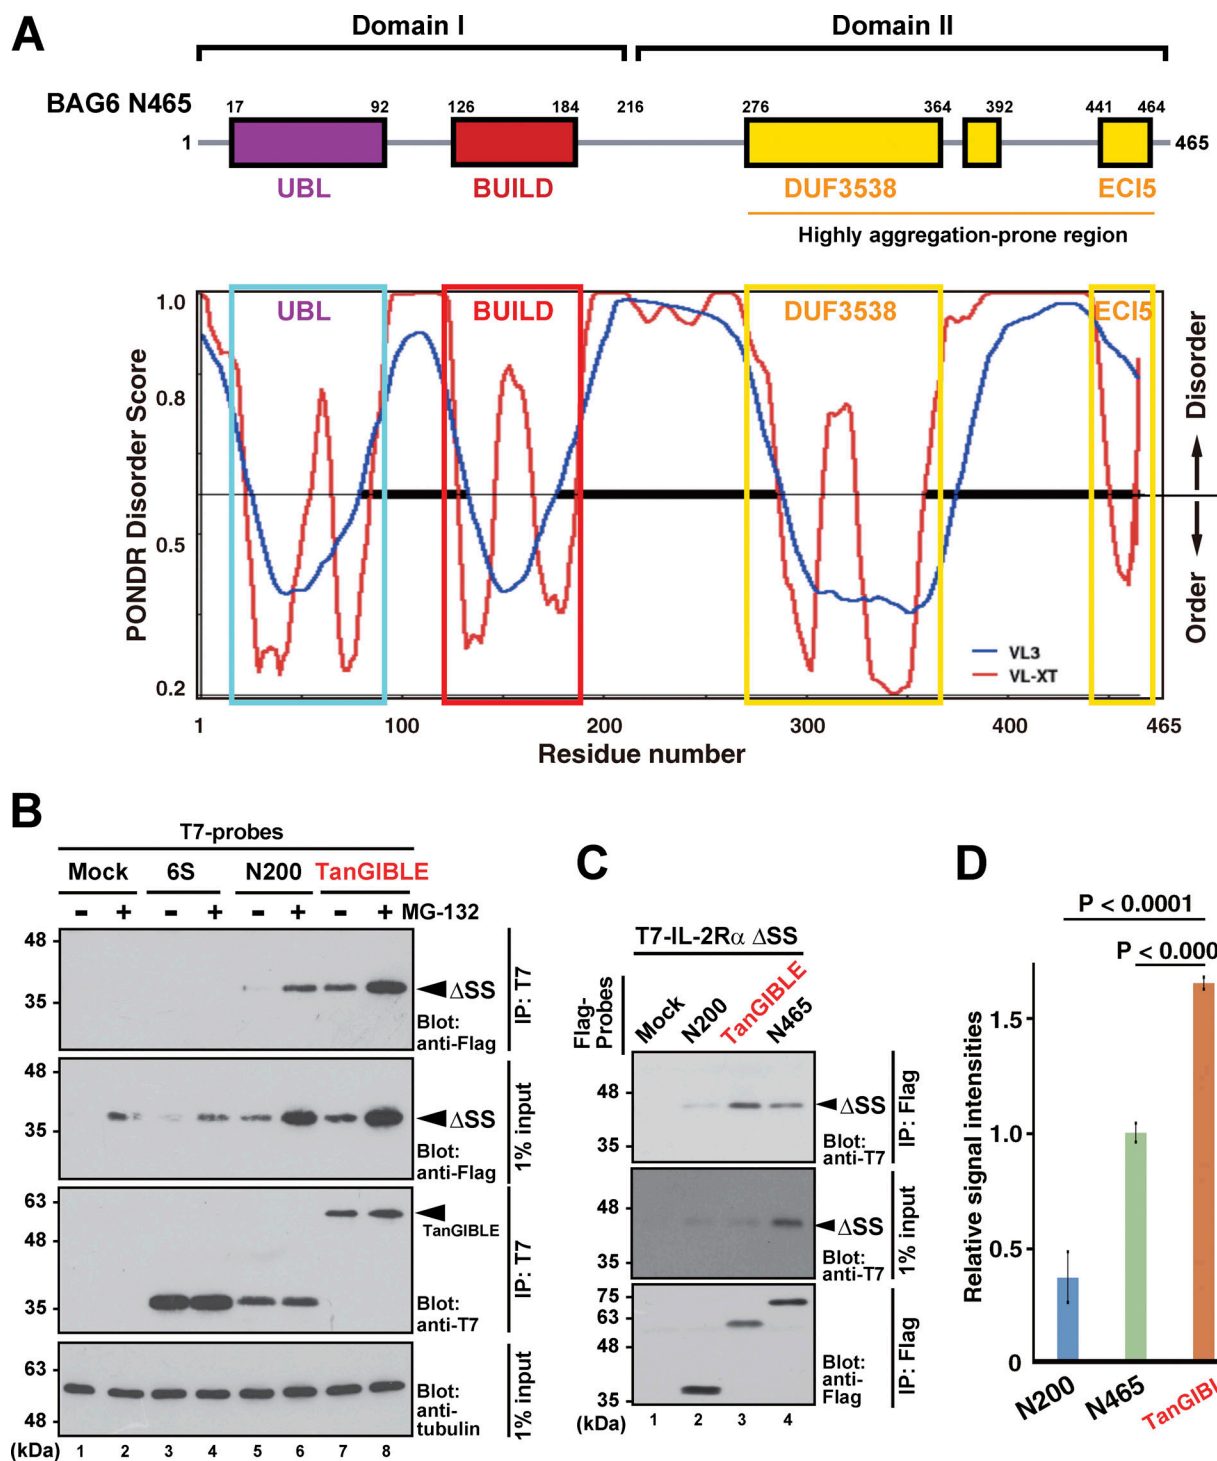 A
Domain I
Domain II
BAG6 N465
17
92
126
184
216
276
364
392
441
464
1
465
UBL
BUILD
DUF3538
ECI5
Highly aggregation-prone region
UBL
BUILD
DUF3538
ECI5
PONDR Disorder Score
1.0
0.8
0.5
0.2
Disorder
Order
VL3
VL-XT
1
100
200
300
400
465
Residue number
B
T7-probes
Mock
6S
N200
TanGIBLE
- + - + - + - + MG-132
48
35
ΔSS
Blot:
anti-Flag
IP: T7
48
35
ΔSS
Blot:
anti-Flag
1% input
63
48
35
TanGIBLE
Blot:
anti-T7
IP: T7
63
48
Blot:
anti-
tubulin
1% input
(kDa) 1 2 3 4 5 6 7 8
C
T7-IL-2Rα ΔSS
Flag-
Probes
Mock
N200
TanGIBLE
N465
48
35
ΔSS
Blot:
anti-T7
IP: Flag
48
35
ΔSS
Blot:
anti-T7
1% input
75
63
48
35
Blot:
anti-
Flag
IP: Flag
(kDa) 1 2 3 4
D
P < 0.0001
P < 0.000
Relative signal intensities
1.5
1.0
0.5
0
N200
N465